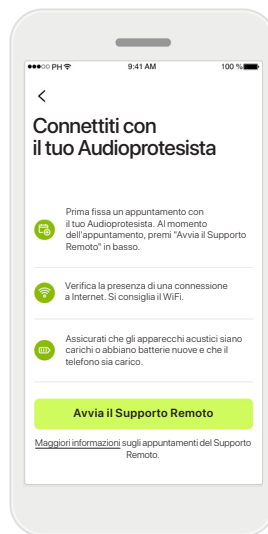 PH
9:41 AM
100 %
Connettiti con
il tuo Audioprotesista
Prima fissa un appuntamento con
il tuo Audioprotesista. Al momento
dell'appuntamento, premi "Avvia il Supporto
Remoto" in basso.
Verifica la presenza di una connessione
a Internet. Si consiglia il WiFi.
Assicurati che gli apparecchi acustici siano
carichi o abbiano batterie nuove e che il
telefono sia carico.
Avvia il Supporto Remoto
Maggiori informazioni sugli appuntamenti del Supporto
Remoto.